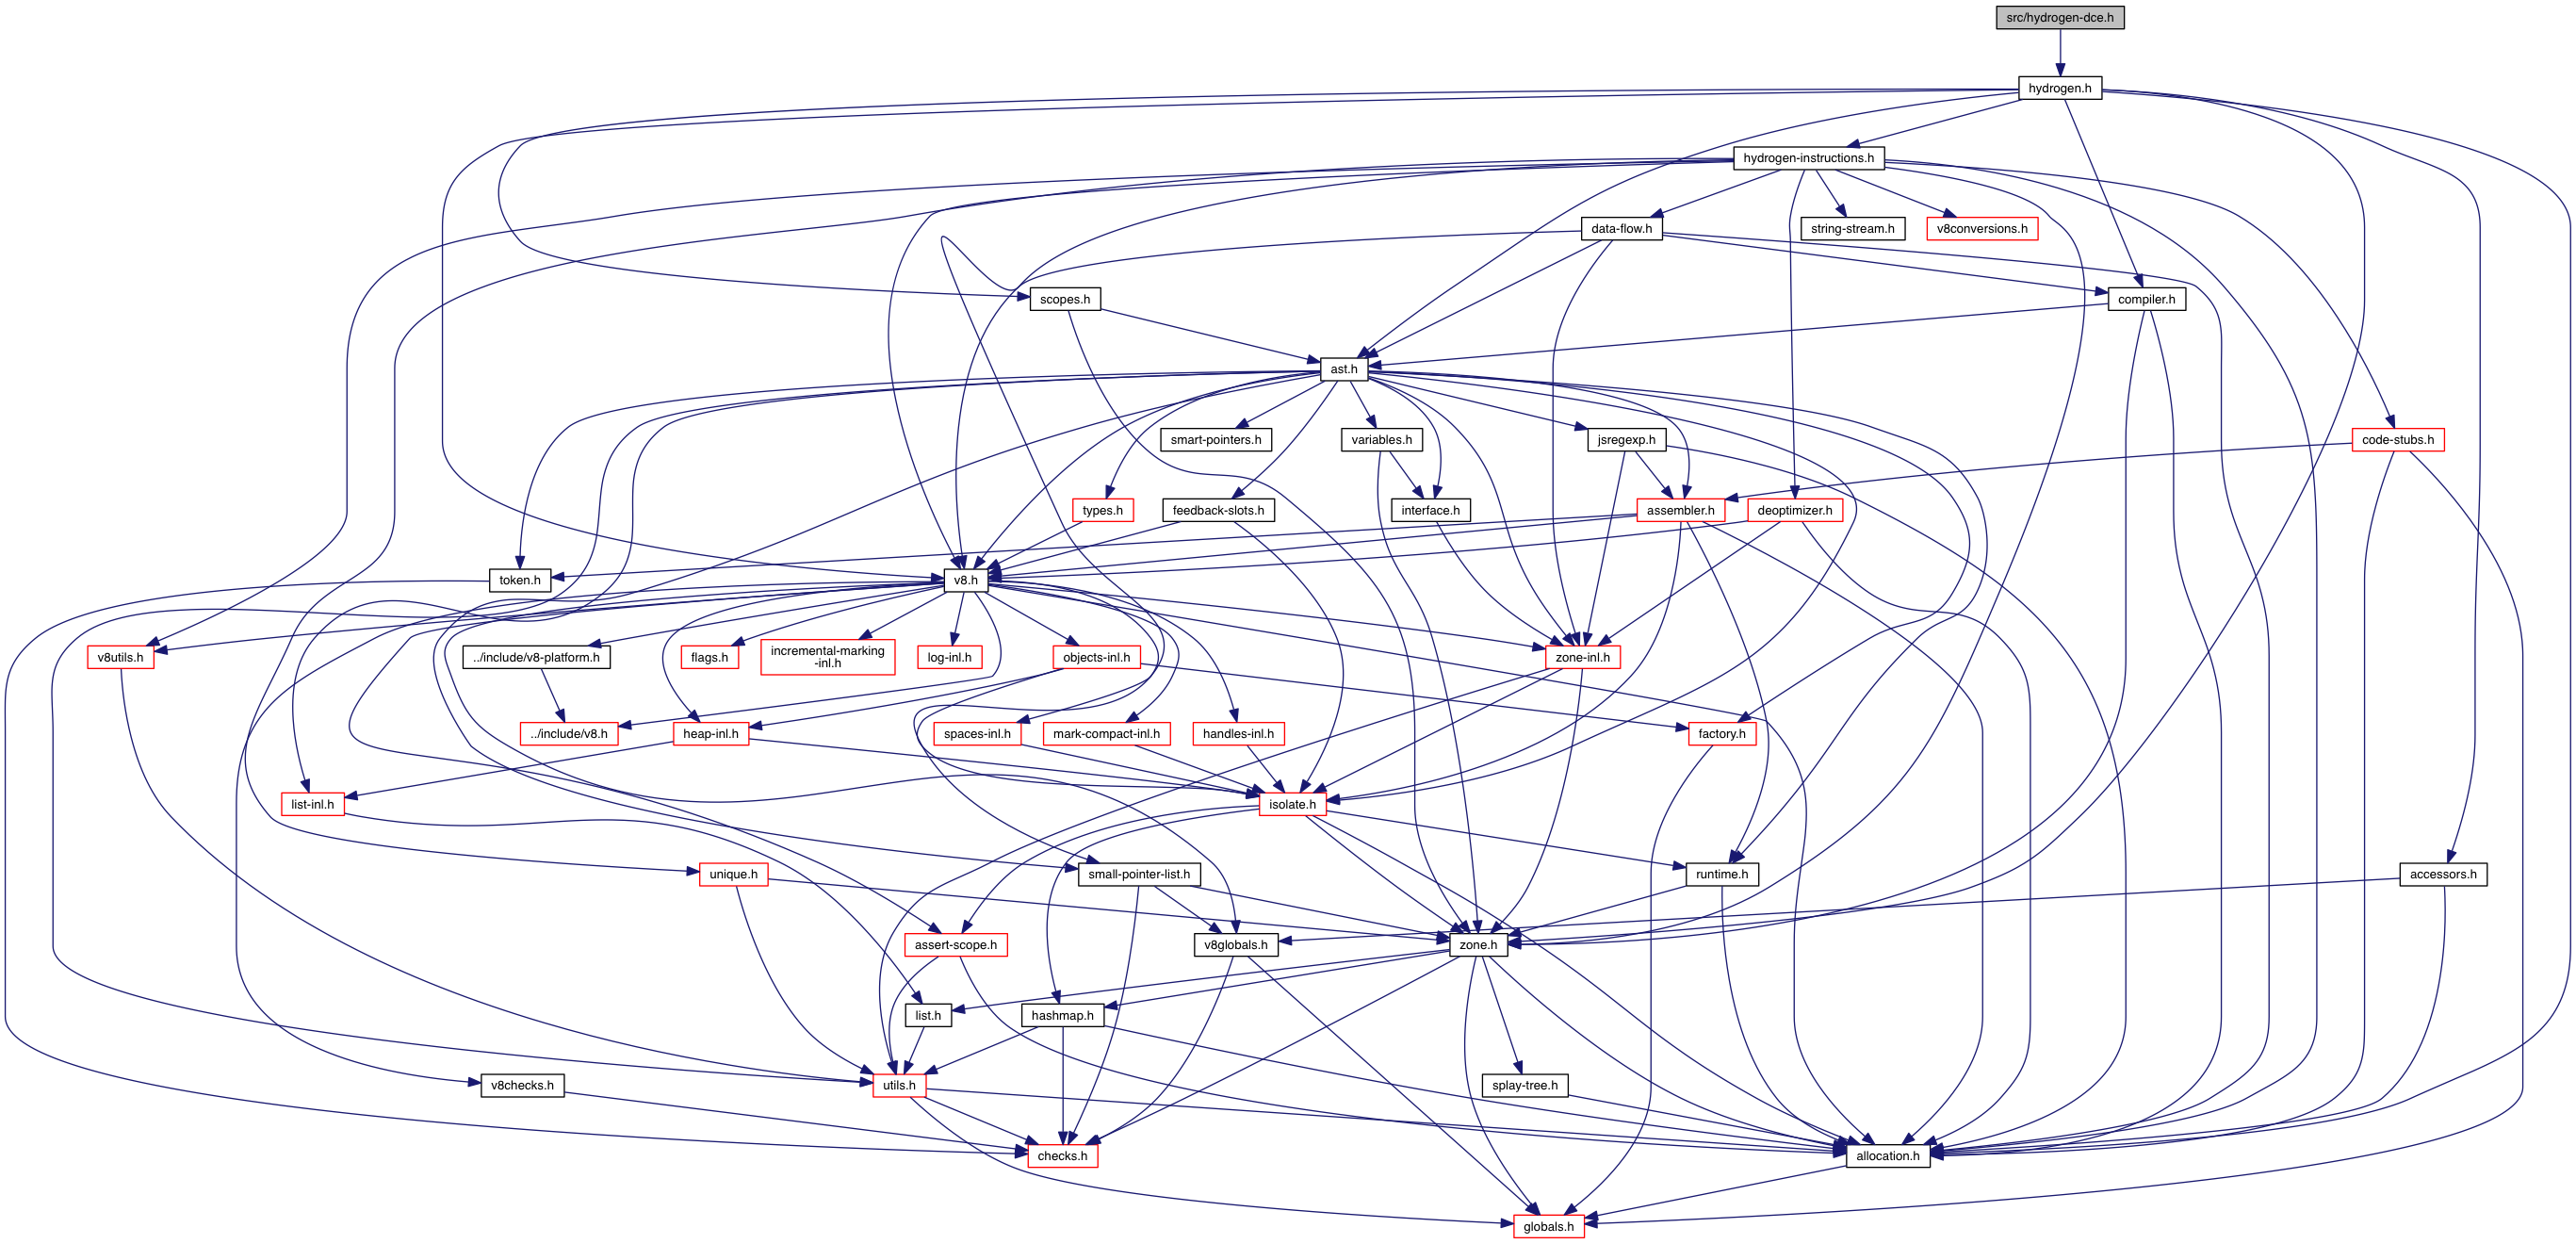 src/hydrogen-dce.h
hydrogen.h
hydrogen-instructions.h
data-flow.h
string-stream.h
v8conversions.h
scopes.h
compiler.h
ast.h
smart-pointers.h
variables.h
jsregexp.h
code-stubs.h
types.h
feedback-slots.h
interface.h
assembler.h
deoptimizer.h
token.h
v8.h
v8utils.h
../include/v8-platform.h
flags.h
incremental-marking
-inl.h
log-inl.h
objects-inl.h
zone-inl.h
../include/v8.h
heap-inl.h
spaces-inl.h
mark-compact-inl.h
handles-inl.h
factory.h
list-inl.h
isolate.h
unique.h
small-pointer-list.h
runtime.h
accessors.h
assert-scope.h
v8globals.h
zone.h
list.h
hashmap.h
v8checks.h
utils.h
splay-tree.h
checks.h
allocation.h
globals.h